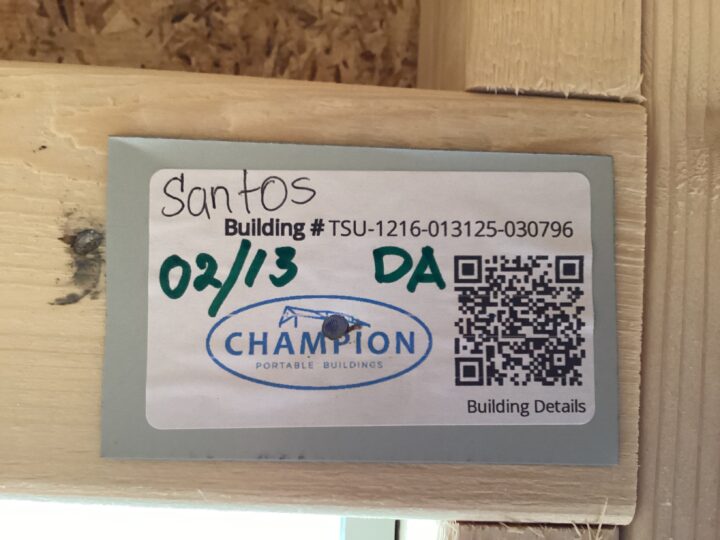 Santos
Building # TSU-1216-013125-030796
02/13 DA
CHAMPION
PORTABLE BUILDINGS
Building Details